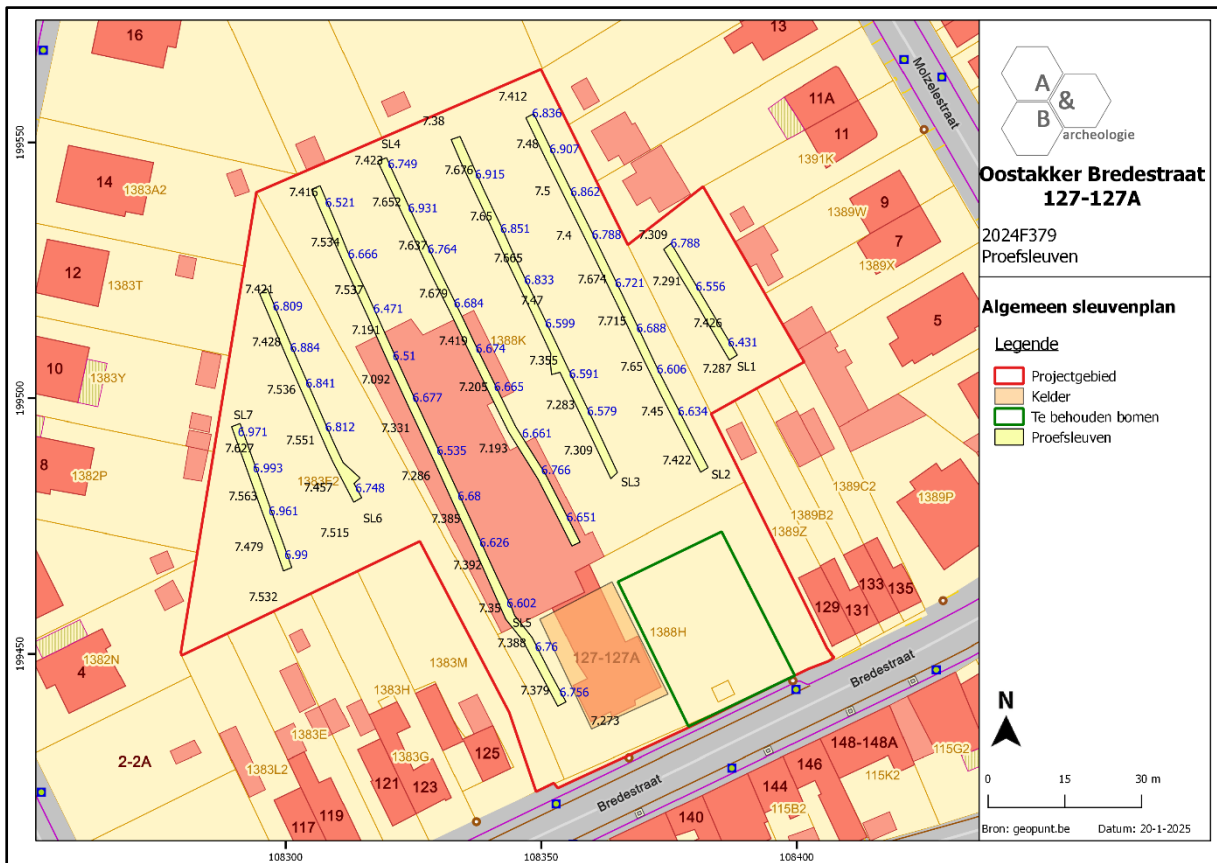 16
13
7.412
7.38
6.836
Molzelestraat
11A
11
1391K
SL4
7.423
6.749
7.48
6.907
14
1383A2
7.416
6.521
7.652
6.931
7.676
6.915
7.5
6.862
9
1389W
7
1389X
7.534
6.666
7.637
6.764
7.65
6.851
7.4
6.788
7.309
6.788
12
1383T
7.421
6.809
7.537
6.471
7.679
6.684
7.665
6.833
7.674
6.721
7.291
6.556
5
7.428
6.884
7.191
6.51
7.419
6.674
1388K
7.47
6.599
7.715
6.688
7.426
6.431
7.287
SL1
10
1383Y
7.536
6.841
7.092
6.677
7.205
6.665
7.355
6.591
7.65
6.606
SL7
6.971
7.627
7.551
6.812
7.331
6.535
7.193
6.661
7.283
6.579
7.45
6.634
8
1382P
6.993
7.563
1383F2
7.457
6.748
7.286
6.68
6.766
7.309
SL3
7.422
SL2
1389C2
1389P
6.961
7.479
6.99
7.515
SL6
7.385
6.626
6.651
1389B2
1389Z
7.532
7.392
7.35
6.602
SL5
7.388
6.76
129
131
133
135
1382N
4
1383M
1388H
127-127A
7.379
6.756
7.273
Bredestraat
1383H
1383E
1383G
125
2-2A
1383L2
121
123
117
119
Bredestraat
148-148A
115G2
146
115K2
144
115B2
140
199550
199500
199450
108300
108350
108400
A
&
B
archeologie
Oostakker Bredestraat
127-127A
2024F379
Proefsleuven
Algemeen sleuvenplan
Legende
Projectgebied
Kelder
Te behouden bomen
Proefsleuven
N
0 15 30 m
Bron: geopunt.be Datum: 20-1-2025